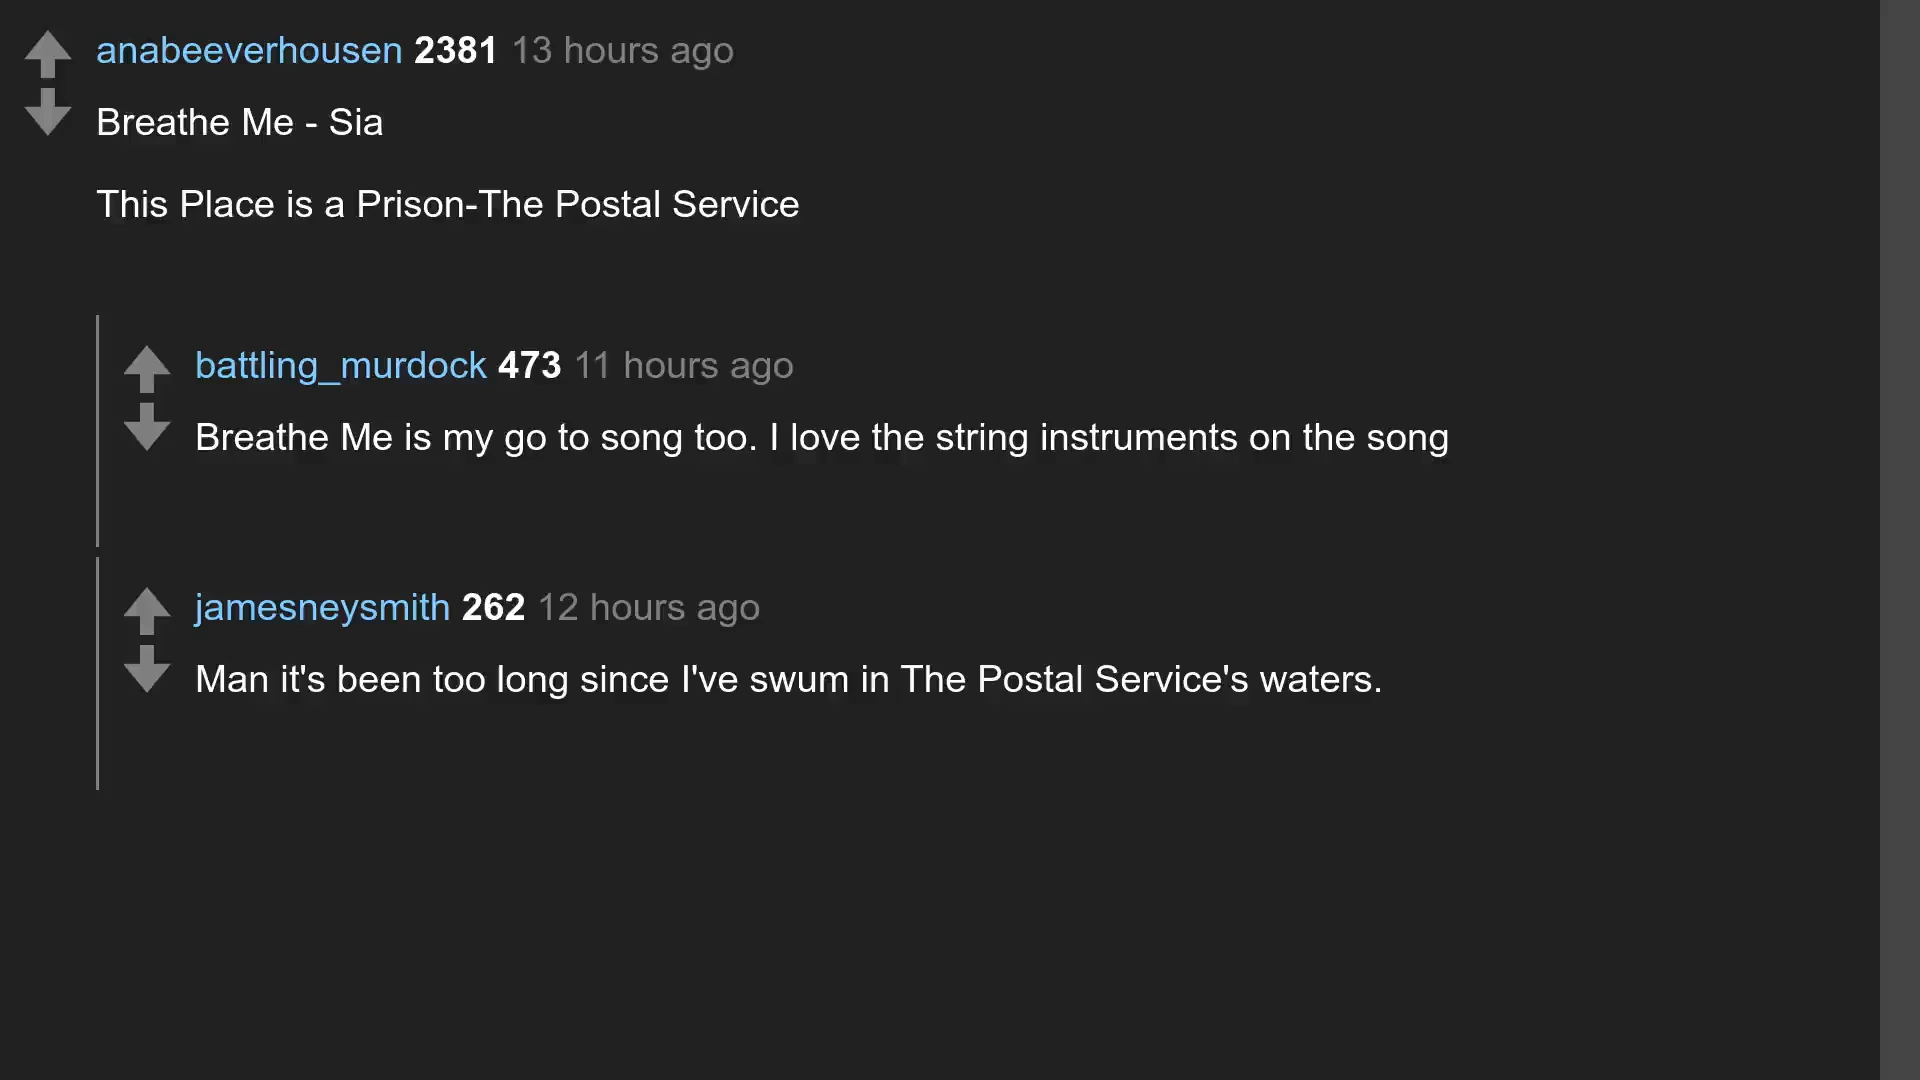 anabeeverhousen 2381 13 hours ago
Breathe Me - Sia
This Place is a Prison-The Postal Service
battling_murdock 473 11 hours ago
Breathe Me is my go to song too. I love the string instruments on the song
jamesneysmith 262 12 hours ago
Man it's been too long since I've swum in The Postal Service's waters.